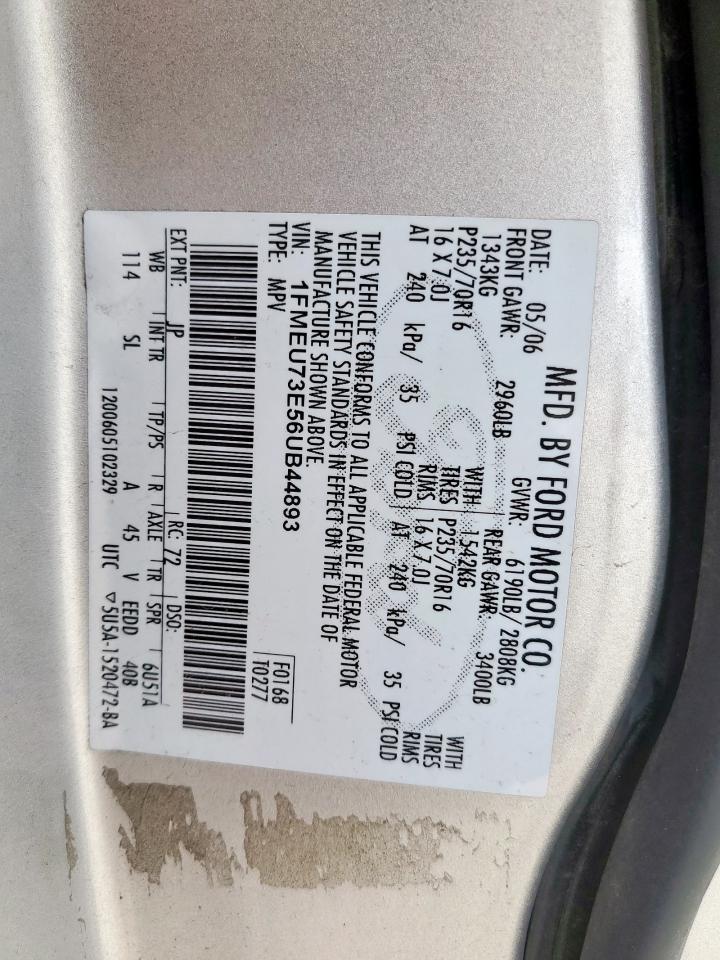 MFD. BY FORD MOTOR CO.
DATE: 05/06 GVWR: 6190LB/ 2808KG
FRONT GAWR: 2960LB REAR GAWR: 3400LB
1343KG WITH 1542KG WITH
P235/70R16 TIRES P235/70R16 TIRES
16 X 7.0J RIMS 16 X 7.0J RIMS
AT 240 kPa/ 35 PSI COLD AT 240 kPa/ 35 PSI COLD
THIS VEHICLE CONFORMS TO ALL APPLICABLE FEDERAL MOTOR
VEHICLE SAFETY STANDARDS IN EFFECT ON THE DATE OF
MANUFACTURE SHOWN ABOVE.
VIN: 1FMEU73E56UB44893 F0168
TYPE: MPV T0277
EXT PNT: JP RC: 72 DSO:
WB INT TR TP/PS R AXLE TR SPR 6U51A
114 SL A 45 V EEDD 40B
1200605102329 UTC ▽5U5A-1520472-BA